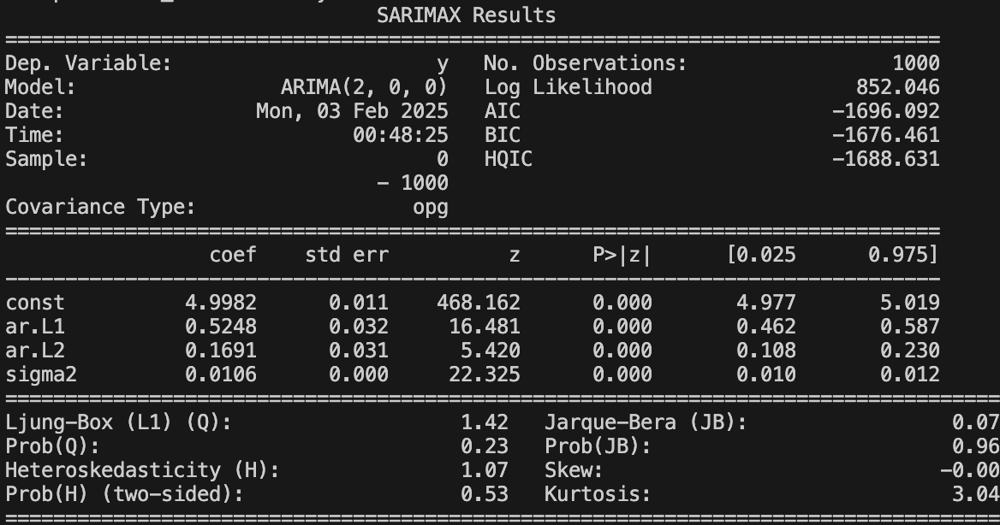 SARIMAX Results
==============================================================================
Dep. Variable:                      y   No. Observations:                 1000
Model:                 ARIMA(2, 0, 0)   Log Likelihood                 852.046
Date:                Mon, 03 Feb 2025   AIC                          -1696.092
Time:                        00:48:25   BIC                          -1676.461
Sample:                             0   HQIC                         -1688.631
                               - 1000
Covariance Type:                  opg
==============================================================================
                 coef    std err          z      P>|z|      [0.025      0.975]
------------------------------------------------------------------------------
const          4.9982      0.011    468.162      0.000       4.977       5.019
ar.L1          0.5248      0.032     16.481      0.000       0.462       0.587
ar.L2          0.1691      0.031      5.420      0.000       0.108       0.230
sigma2         0.0106      0.000     22.325      0.000       0.010       0.012
===================================================================================
Ljung-Box (L1) (Q):                   1.42   Jarque-Bera (JB):                 0.07
Prob(Q):                              0.23   Prob(JB):                         0.96
Heteroskedasticity (H):               1.07   Skew:                            -0.00
Prob(H) (two-sided):                  0.53   Kurtosis:                         3.04
===================================================================================